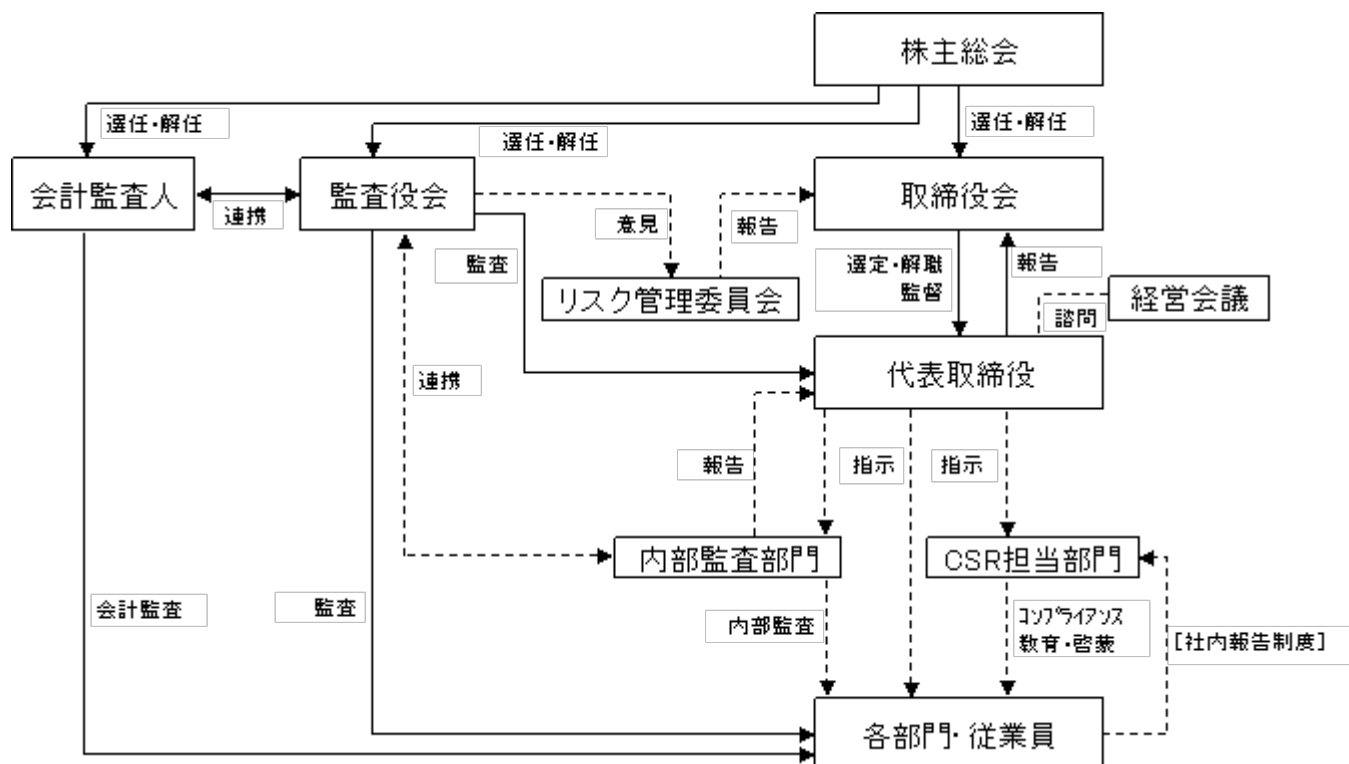 株主総会
選任・解任
選任・解任
選任・解任
会計監査人
連携
監査役会
取締役会
意見
報告
監査
選定・解職
監督
報告
リスク管理委員会
経営会議
諮問
代表取締役
連携
報告
指示
指示
内部監査部門
CSR担当部門
会計監査
監査
内部監査
コンプライアンス
教育・啓蒙
[社内報告制度]
各部門・従業員